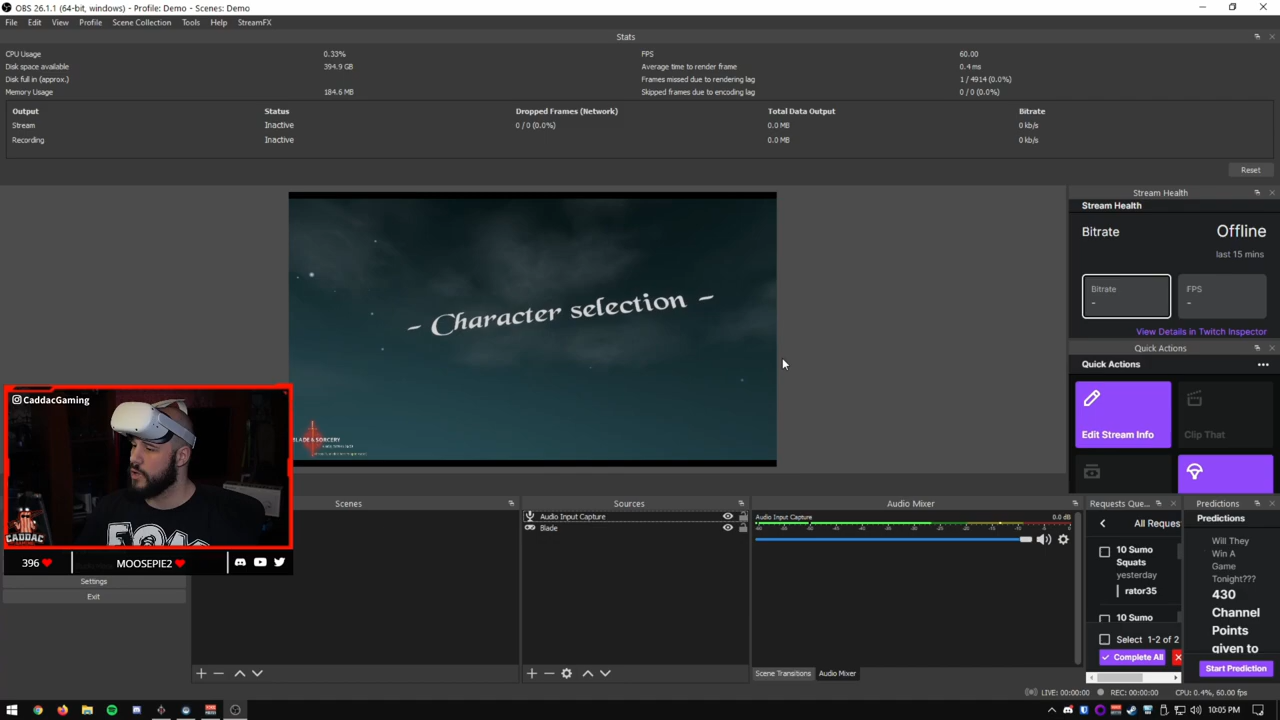 OBS 26.1.1 (64-bit, windows) - Profile: Demo - Scenes: Demo
File Edit View Profile Scene Collection Tools Help StreamFX
Stats
CPU Usage 0.33% FPS 60.00
Disk space available 394.9 GB Average time to render frame 0.4 ms
Disk full in (approx.) Frames missed due to rendering lag 1 / 4914 (0.0%)
Memory Usage 184.6 MB Skipped frames due to encoding lag 0 / 0 (0.0%)
Output Status Dropped Frames (Network) Total Data Output Bitrate
Stream Inactive 0 / 0 (0.0%) 0.0 MB 0 kb/s
Recording Inactive 0.0 MB 0 kb/s
Reset
Stream Health
Stream Health
Bitrate Offline
last 15 mins
Bitrate FPS
- -
View Details in Twitch Inspector
Quick Actions
Quick Actions
Edit Stream Info Clip That
- Character selection -
BLADE & SORCERY
CaddacGaming
CADDAC
GAMING
396 MOOSEPIE2
Settings
Exit
Scenes
Sources
Audio Input Capture
Blade
Audio Mixer
Audio Input Capture 0.0 dB
Scene Transitions Audio Mixer
Requests Que...
All Reques
10 Sumo
Squats
yesterday
rator35
10 Sumo
Select 1-2 of 2
Complete All
Predictions
Predictions
Will They
Win A
Game
Tonight???
430
Channel
Points
given to
Start Prediction
LIVE: 00:00:00 REC: 00:00:00 CPU: 0.4%, 60.00 fps
10:05 PM